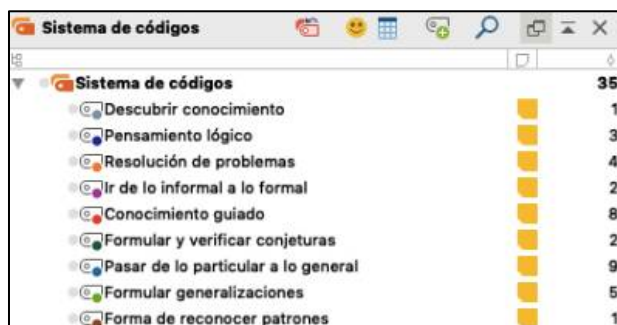 Sistema de códigos
Sistema de códigos 35
Descubrir conocimiento 1
Pensamiento lógico 3
Resolución de problemas 4
Ir de lo informal a lo formal 2
Conocimiento guiado 8
Formular y verificar conjeturas 2
Pasar de lo particular a lo general 9
Formular generalizaciones 5
Forma de reconocer patrones 1